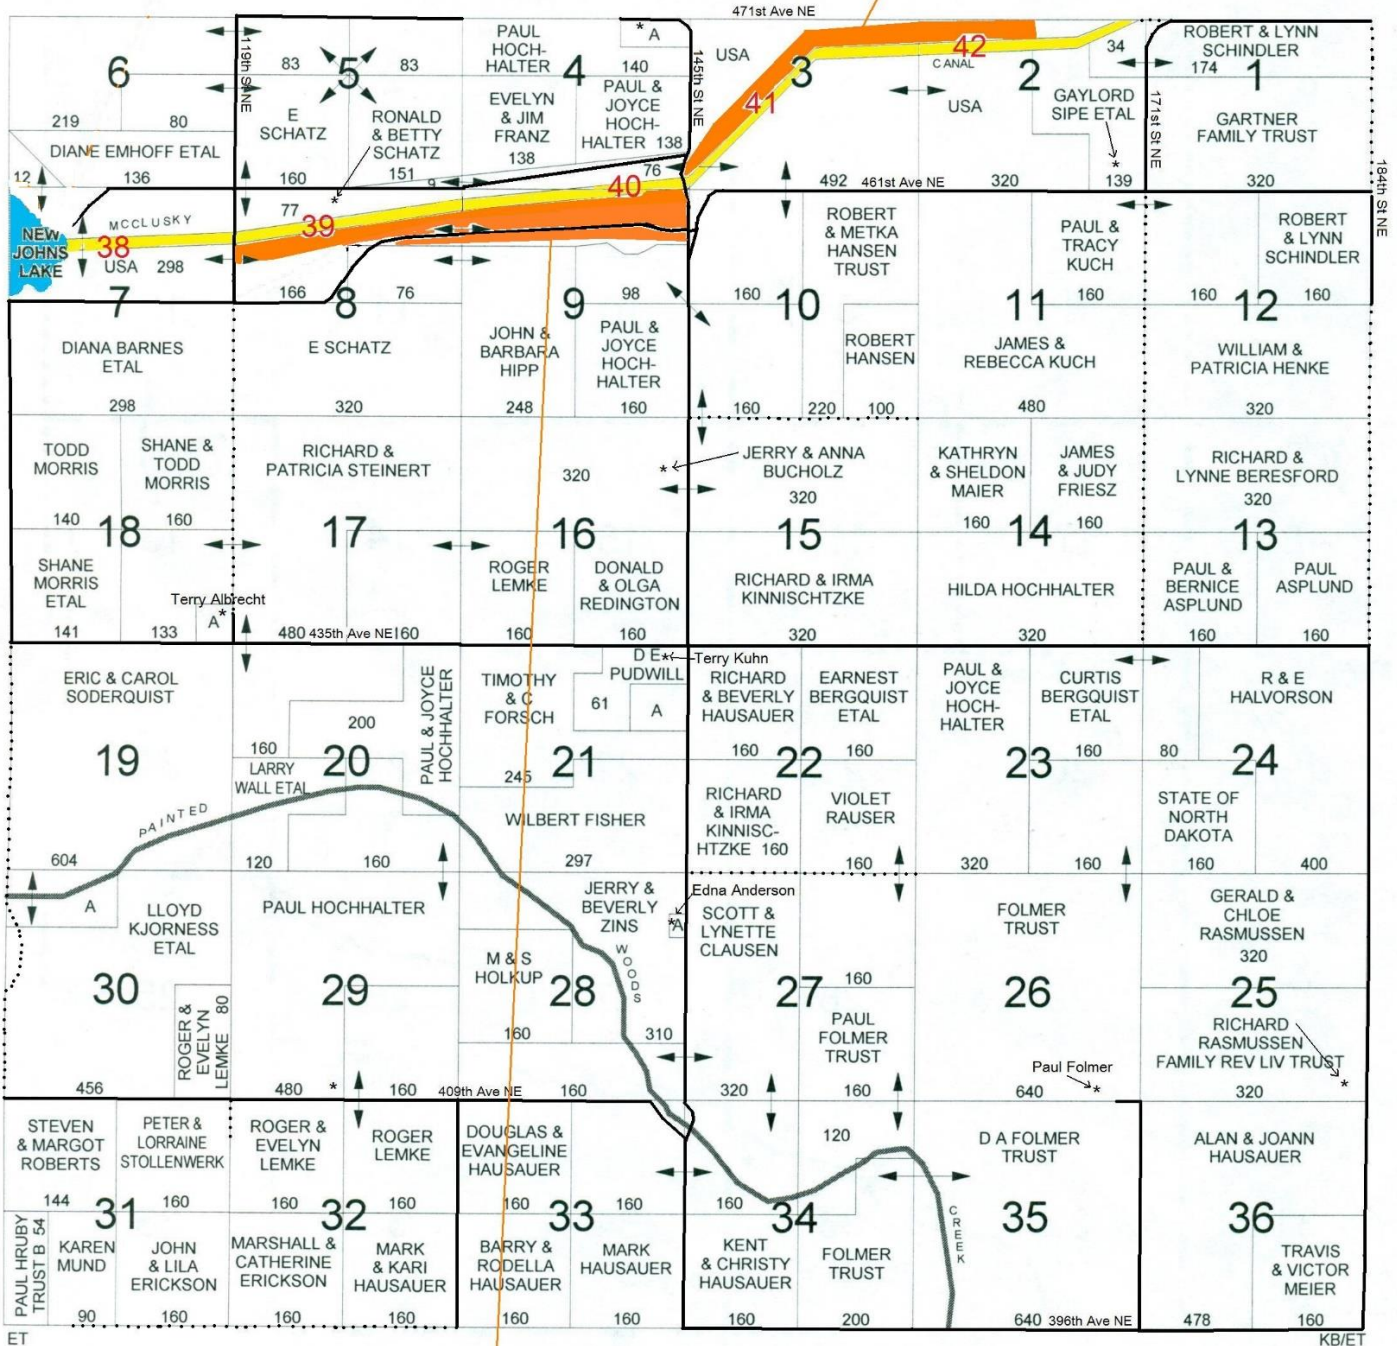 471st Ave NE
6
119th St NE
83
5
83
PAUL
HOCH-
HALTER
* A
4
140
145th St NE
USA
3
42
CANAL
34
2
ROBERT & LYNN
SCHINDLER
174
1
E
SCHATZ
RONALD
& BETTY
SCHATZ
EVELYN
& JIM
FRANZ
PAUL &
JOYCE
HOCH-
HALTER
138
41
USA
GAYLORD
SIPE ETAL
171st St NE
GARTNER
FAMILY TRUST
219
80
DIANE EMHOFF ETAL
12
136
160
151
9
138
76
40
492
461st Ave NE
320
139
320
184th St NE
NEW
JOHNS
LAKE
MCCLUSKY
38
USA
298
7
77
39
166
8
76
9
98
ROBERT
& METKA
HANSEN
TRUST
160
10
PAUL &
TRACY
KUCH
11
160
ROBERT
& LYNN
SCHINDLER
160
12
160
DIANA BARNES
ETAL
E SCHATZ
JOHN &
BARBARA
HIPP
PAUL &
JOYCE
HOCH-
HALTER
ROBERT
HANSEN
JAMES &
REBECCA KUCH
WILLIAM &
PATRICIA HENKE
298
320
248
160
160
220
100
480
320
TODD
MORRIS
SHANE &
TODD
MORRIS
RICHARD &
PATRICIA STEINERT
320
*
JERRY & ANNA
BUCHOLZ
320
KATHRYN
& SHELDON
MAIER
JAMES
& JUDY
FRIESZ
RICHARD &
LYNNE BERESFORD
320
140
18
160
17
16
15
160
14
160
13
SHANE
MORRIS
ETAL
Terry Albrecht
A*
ROGER
LEMKE
DONALD
& OLGA
REDINGTON
RICHARD & IRMA
KINNISCHTZKE
HILDA HOCHHALTER
PAUL &
BERNICE
ASPLUND
PAUL
ASPLUND
141
133
480
435th Ave NE
160
160
160
320
320
160
160
ERIC & CAROL
SODERQUIST
PAUL & JOYCE
HOCHHALTER
TIMOTHY
& C
FORSCH
D E
PUDWILL
* Terry Kuhn
61
A
RICHARD
& BEVERLY
HAUSAUER
EARNEST
BERGQUIST
ETAL
PAUL &
JOYCE
HOCH-
HALTER
CURTIS
BERGQUIST
ETAL
R & E
HALVORSON
19
200
160
20
LARRY
WALL ETAL
245
21
160
22
160
23
160
80
24
PAINTED
WILBERT FISHER
RICHARD
& IRMA
KINNISC-
HTZKE 160
VIOLET
RAUSER
STATE OF
NORTH
DAKOTA
604
120
160
297
160
320
160
160
400
A
LLOYD
KJORNESS
ETAL
PAUL HOCHHALTER
JERRY &
BEVERLY
ZINS
Edna Anderson
*A
SCOTT &
LYNETTE
CLAUSEN
FOLMER
TRUST
GERALD &
CHLOE
RASMUSSEN
320
30
29
M & S
HOLKUP
28
WOODS
160
27
26
25
ROGER &
EVELYN
LEMKE 80
160
310
PAUL
FOLMER
TRUST
RICHARD
RASMUSSEN
FAMILY REV LIV TRUST
Paul Folmer
*
*
456
480
*
160
409th Ave NE
160
320
160
640
320
STEVEN
& MARGOT
ROBERTS
PETER &
LORRAINE
STOLLENWERK
ROGER &
EVELYN
LEMKE
ROGER
LEMKE
DOUGLAS &
EVANGELINE
HAUSAUER
120
D A FOLMER
TRUST
ALAN & JOANN
HAUSAUER
144
31
160
160
32
160
160
33
160
160
34
35
36
PAUL HRUBY
TRUST B 54
KAREN
MUND
JOHN
& LILA
ERICKSON
MARSHALL &
CATHERINE
ERICKSON
MARK
& KARI
HAUSAUER
BARRY &
RODELLA
HAUSAUER
MARK
HAUSAUER
KENT
& CHRISTY
HAUSAUER
FOLMER
TRUST
CREEK
TRAVIS
& VICTOR
MEIER
90
160
160
160
160
160
160
200
640
396th Ave NE
478
160
ET
KB/ET